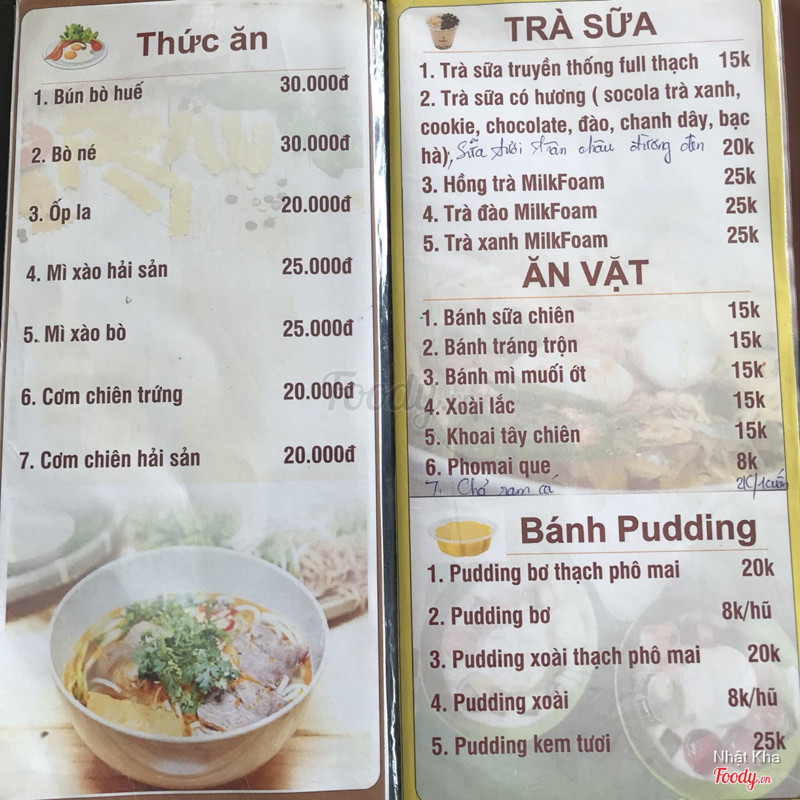 Thức ăn
1. Bún bò huế 30.000đ
2. Bò né 30.000đ
3. Ốp la 20.000đ
4. Mì xào hải sản 25.000đ
5. Mì xào bò 25.000đ
6. Cơm chiên trứng 20.000đ
7. Cơm chiên hải sản 20.000đ
TRÀ SỮA
1. Trà sữa truyền thống full thạch 15k
2. Trà sữa có hương ( socola trà xanh,
cookie, chocolate, đào, chanh dây, bạc
hà), Sữa tươi trân châu đường đen 20k
3. Hồng trà MilkFoam 25k
4. Trà đào MilkFoam 25k
5. Trà xanh MilkFoam 25k
ĂN VẶT
1. Bánh sữa chiên 15k
2. Bánh tráng trộn 15k
3. Bánh mì muối ớt 15k
4. Xoài lắc 15k
5. Khoai tây chiên 15k
6. Phomai que 8k
7. Chả ram cá 2K/1cuốn
Bánh Pudding
1. Pudding bơ thạch phô mai 20k
2. Pudding bơ 8k/hũ
3. Pudding xoài thạch phô mai 20k
4. Pudding xoài 8k/hũ
5. Pudding kem tươi 25k
Foody.vn
Nhật Kha
Foody.vn